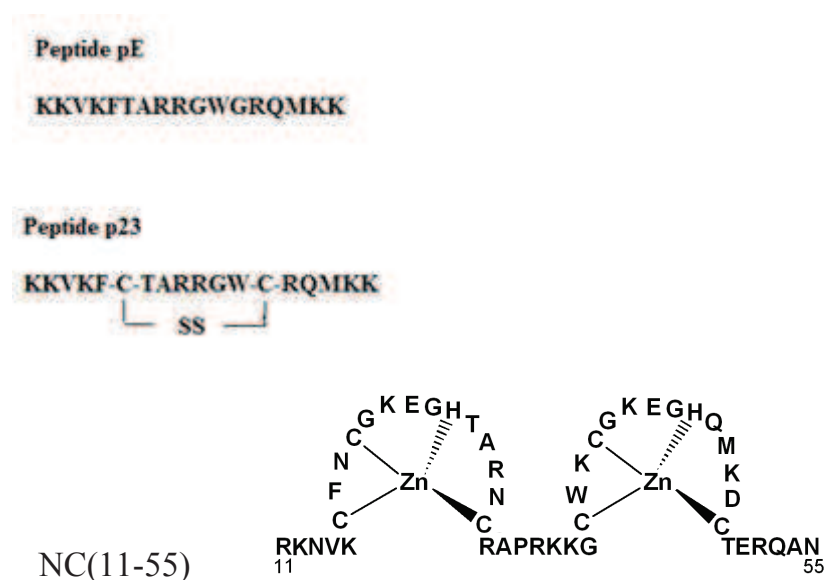 Peptide pE
KKVKFTARRGWGRQMKK
Peptide p23
KKVKF-C-TARRGW-C-RQMKK
SS
NC(11-55)
RKNVK
11
C
F
N
C
G
K
E
G
H
T
A
R
N
C
Zn
RAPRKKG
C
W
K
C
G
K
E
G
H
Q
M
K
D
C
Zn
TERQAN
55